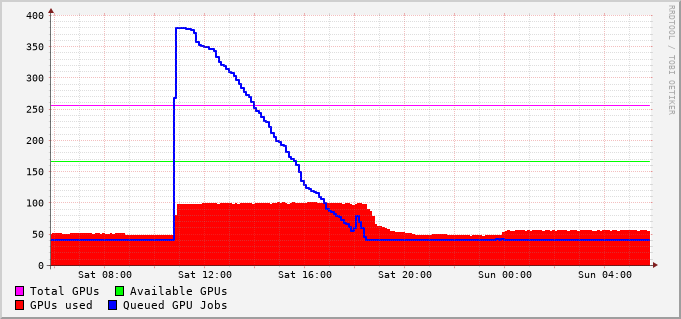 400
350
300
250
200
150
100
50
0
Sat 08:00 Sat 12:00 Sat 16:00 Sat 20:00 Sun 00:00 Sun 04:00
Total GPUs Available GPUs
GPUs used Queued GPU Jobs
RRDTOOL / TOBI OETIKER